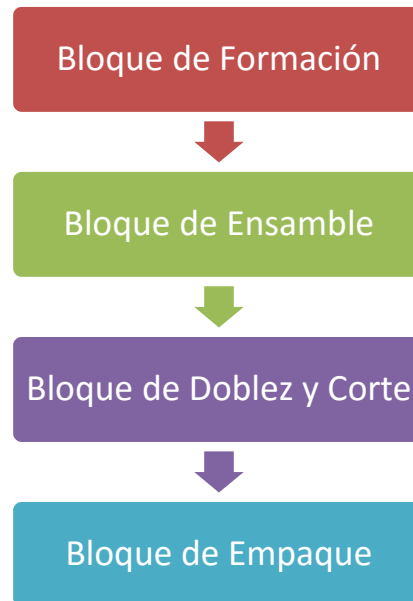 Bloque de Formación
Bloque de Ensamble
Bloque de Doblez y Corte
Bloque de Empaque